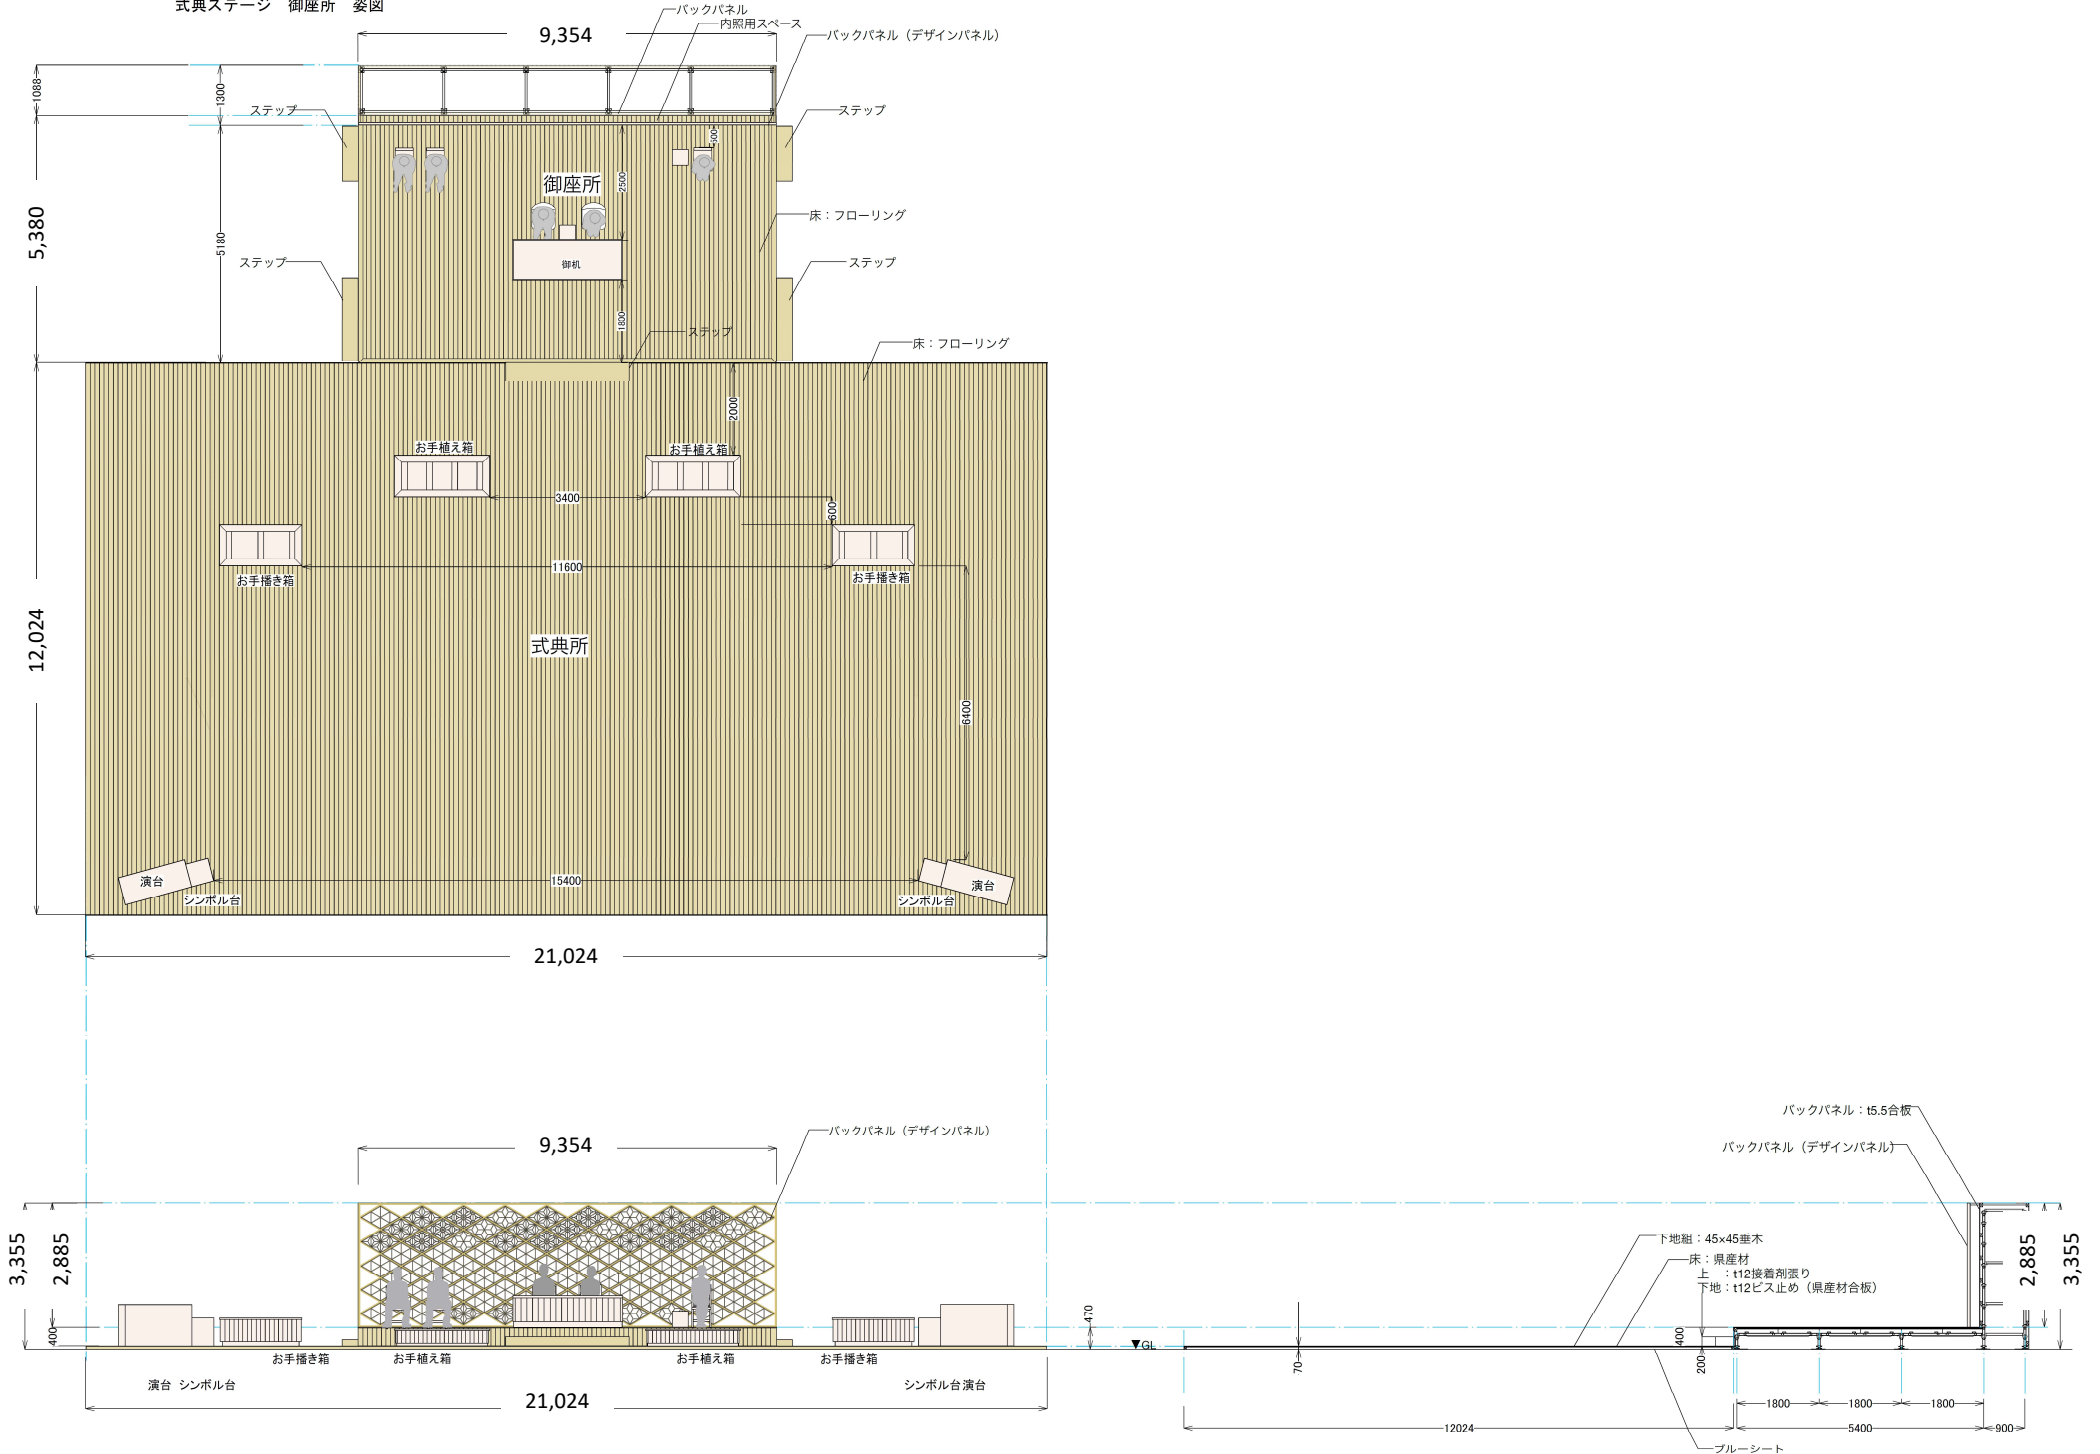 式典ステージ　御座所　姿図
バックパネル
内照用スペース
9,354
バックパネル（デザインパネル）
1088
1300
ステップ
ステップ
500
御座所
2500
床：フローリング
5,380
5180
ステップ
御机
ステップ
1800
ステップ
床：フローリング
2000
お手植え箱
お手植え箱
3400
600
お手播き箱
11600
お手播き箱
12,024
式典所
6400
演台
15400
演台
シンボル台
シンボル台
21,024
バックパネル：t5.5合板
バックパネル（デザインパネル）
9,354
バックパネル（デザインパネル）
3,355
2,885
400
470
▼GL
下地組：45×45垂木
床：県産材
上　：t12接着剤張り
下地：t12ビス止め（県産材合板）
2,885
3,355
400
200
70
お手播き箱
お手植え箱
お手植え箱
お手播き箱
演台 シンボル台
シンボル台 演台
21,024
1800
1800
1800
12024
5400
900
ブルーシート